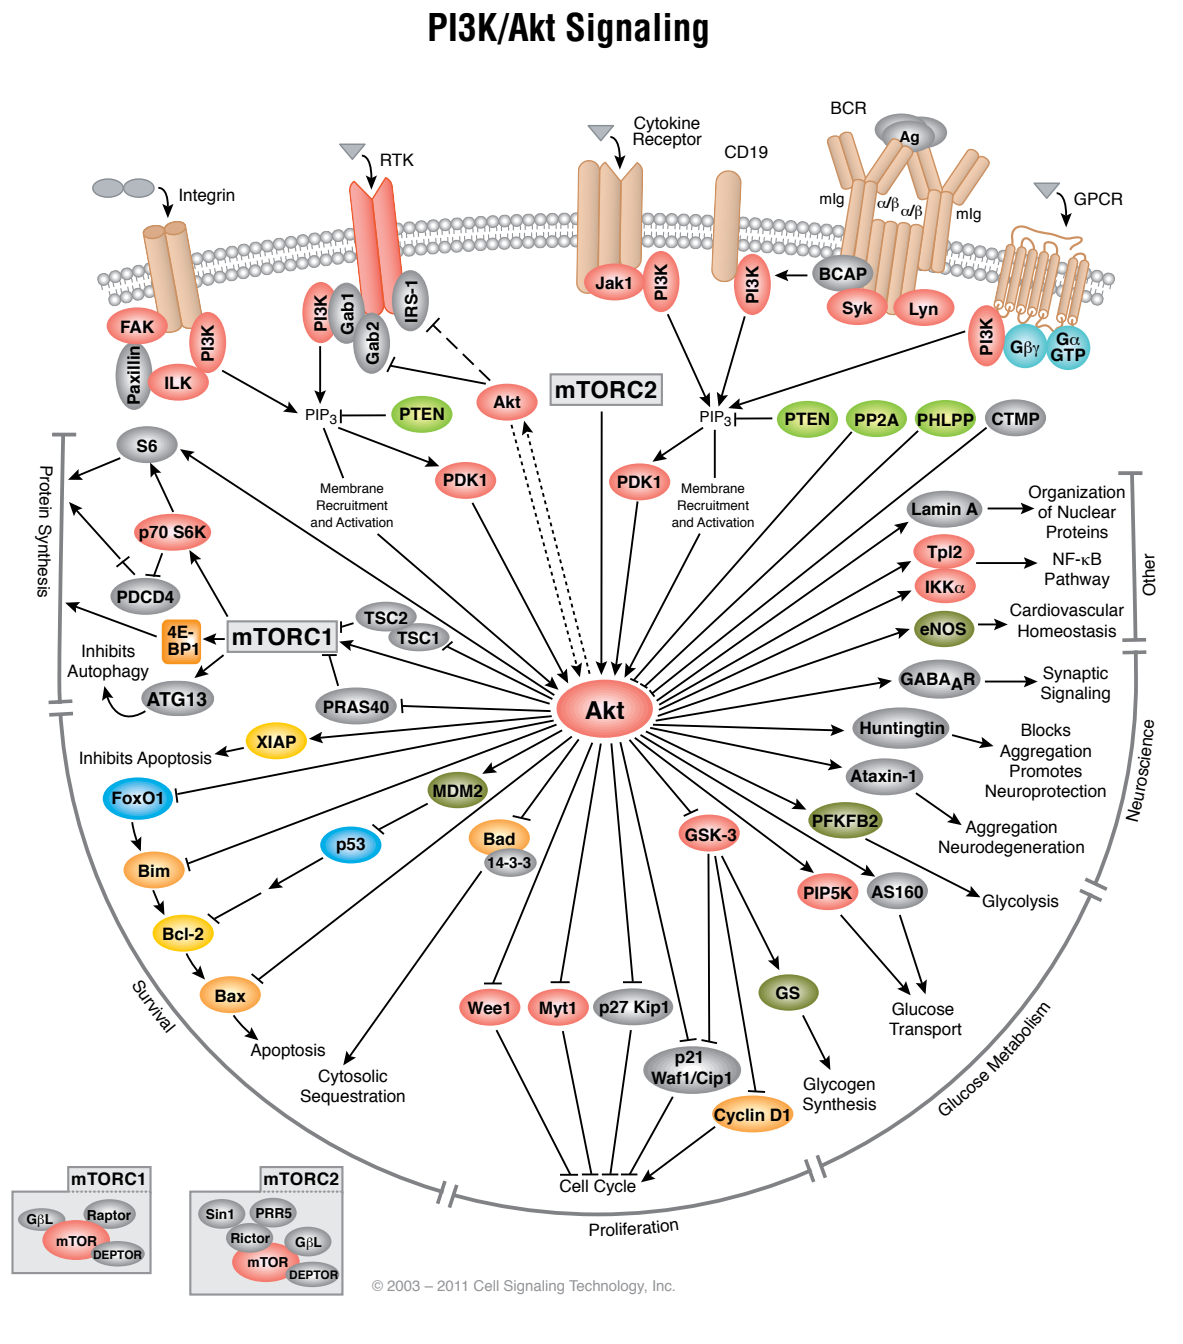 PI3K/Akt Signaling
BCR
Ag
Cytokine
Receptor
CD19
RTK
Integrin
mIg
α/β
α/β
mIg
GPCR
FAK
PI3K
Paxillin
ILK
PI3K
Gab1
Gab2
IRS-1
Jak1
PI3K
PI3K
BCAP
Syk
Lyn
PI3K
Gβγ
Gα
GTP
Akt
mTORC2
PIP3
PTEN
PIP3
PTEN
PP2A
PHLPP
CTMP
S6
PDK1
PDK1
Membrane
Recruitment
and Activation
Membrane
Recruitment
and Activation
Protein Synthesis
p70 S6K
PDCD4
4E-
BP1
mTORC1
TSC2
TSC1
Inhibits
Autophagy
ATG13
PRAS40
Akt
Lamin A
Organization
of Nuclear
Proteins
Tpl2
IKKα
NF-κB
Pathway
Other
eNOS
Cardiovascular
Homeostasis
GABAAR
Synaptic
Signaling
Huntingtin
Blocks
Aggregation
Promotes
Neuroprotection
Neuroscience
Ataxin-1
Aggregation
Neurodegeneration
XIAP
Inhibits Apoptosis
FoxO1
MDM2
p53
Bad
14-3-3
GSK-3
PFKFB2
Bim
PIP5K
AS160
Glycolysis
Bcl-2
Bax
Survival
Apoptosis
Cytosolic
Sequestration
Wee1
Myt1
p27 Kip1
GS
Glucose
Transport
p21
Waf1/Cip1
Glycogen
Synthesis
Glucose Metabolism
Cyclin D1
Cell Cycle
Proliferation
mTORC1
GβL
Raptor
mTOR
DEPTOR
mTORC2
Sin1
PRR5
Rictor
GβL
mTOR
DEPTOR
© 2003 – 2011 Cell Signaling Technology, Inc.